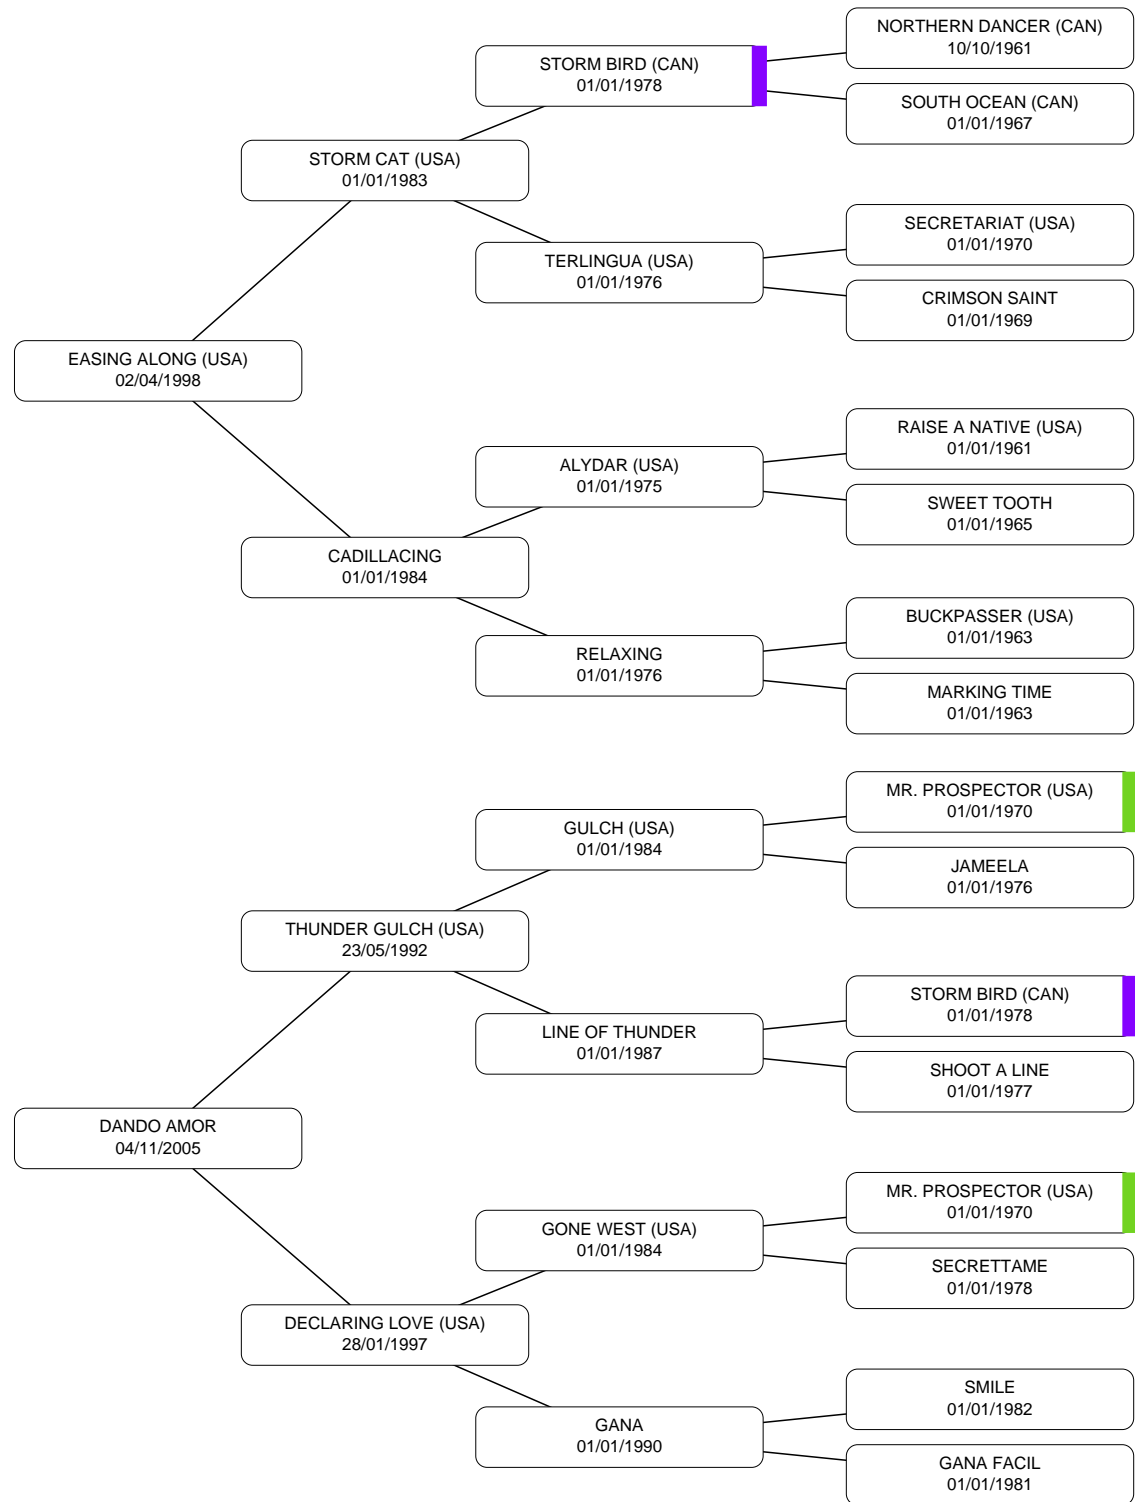 NORTHERN DANCER (CAN)
10/10/1961
STORM BIRD (CAN)
01/01/1978
SOUTH OCEAN (CAN)
01/01/1967
STORM CAT (USA)
01/01/1983
SECRETARIAT (USA)
01/01/1970
TERLINGUA (USA)
01/01/1976
CRIMSON SAINT
01/01/1969
EASING ALONG (USA)
02/04/1998
RAISE A NATIVE (USA)
01/01/1961
ALYDAR (USA)
01/01/1975
SWEET TOOTH
01/01/1965
CADILLACING
01/01/1984
BUCKPASSER (USA)
01/01/1963
RELAXING
01/01/1976
MARKING TIME
01/01/1963
MR. PROSPECTOR (USA)
01/01/1970
GULCH (USA)
01/01/1984
JAMEELA
01/01/1976
THUNDER GULCH (USA)
23/05/1992
STORM BIRD (CAN)
01/01/1978
LINE OF THUNDER
01/01/1987
SHOOT A LINE
01/01/1977
DANDO AMOR
04/11/2005
MR. PROSPECTOR (USA)
01/01/1970
GONE WEST (USA)
01/01/1984
SECRETTAME
01/01/1978
DECLARING LOVE (USA)
28/01/1997
SMILE
01/01/1982
GANA
01/01/1990
GANA FACIL
01/01/1981